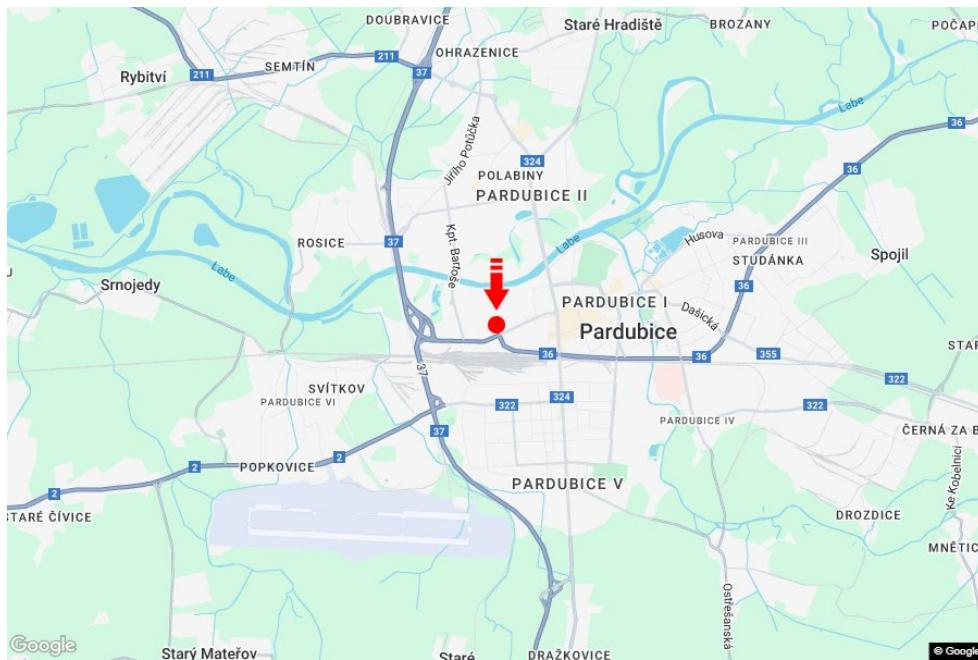 DOUBRAVICE
Staré Hradiště
BROZANY
POČAP
OHRAZENICE
211
37
SEMTÍN
Rybitví
211
Labe
36
Jiřího Potůčka
324
36
POLABINY
PARDUBICE II
Husova
PARDUBICE III
STUDÁNKA
Spojil
ROSICE
37
Kpt. Bartoše
Labe
Labe
Srnojedy
PARDUBICE I
Dašická
Pardubice
36
36
355
36
STAR
37
322
SVÍTKOV
PARDUBICE VI
322
324
322
PARDUBICE IV
37
ČERNÁ ZA B
2
POPKOVICE
2
2
PARDUBICE V
Ke Kobelnici
STARÉ ČÍVICE
DROZDICE
MNĚTIC
Ostřešanská
Google
Starý Mateřov
Staré
DRAŽKOVICE
© Google